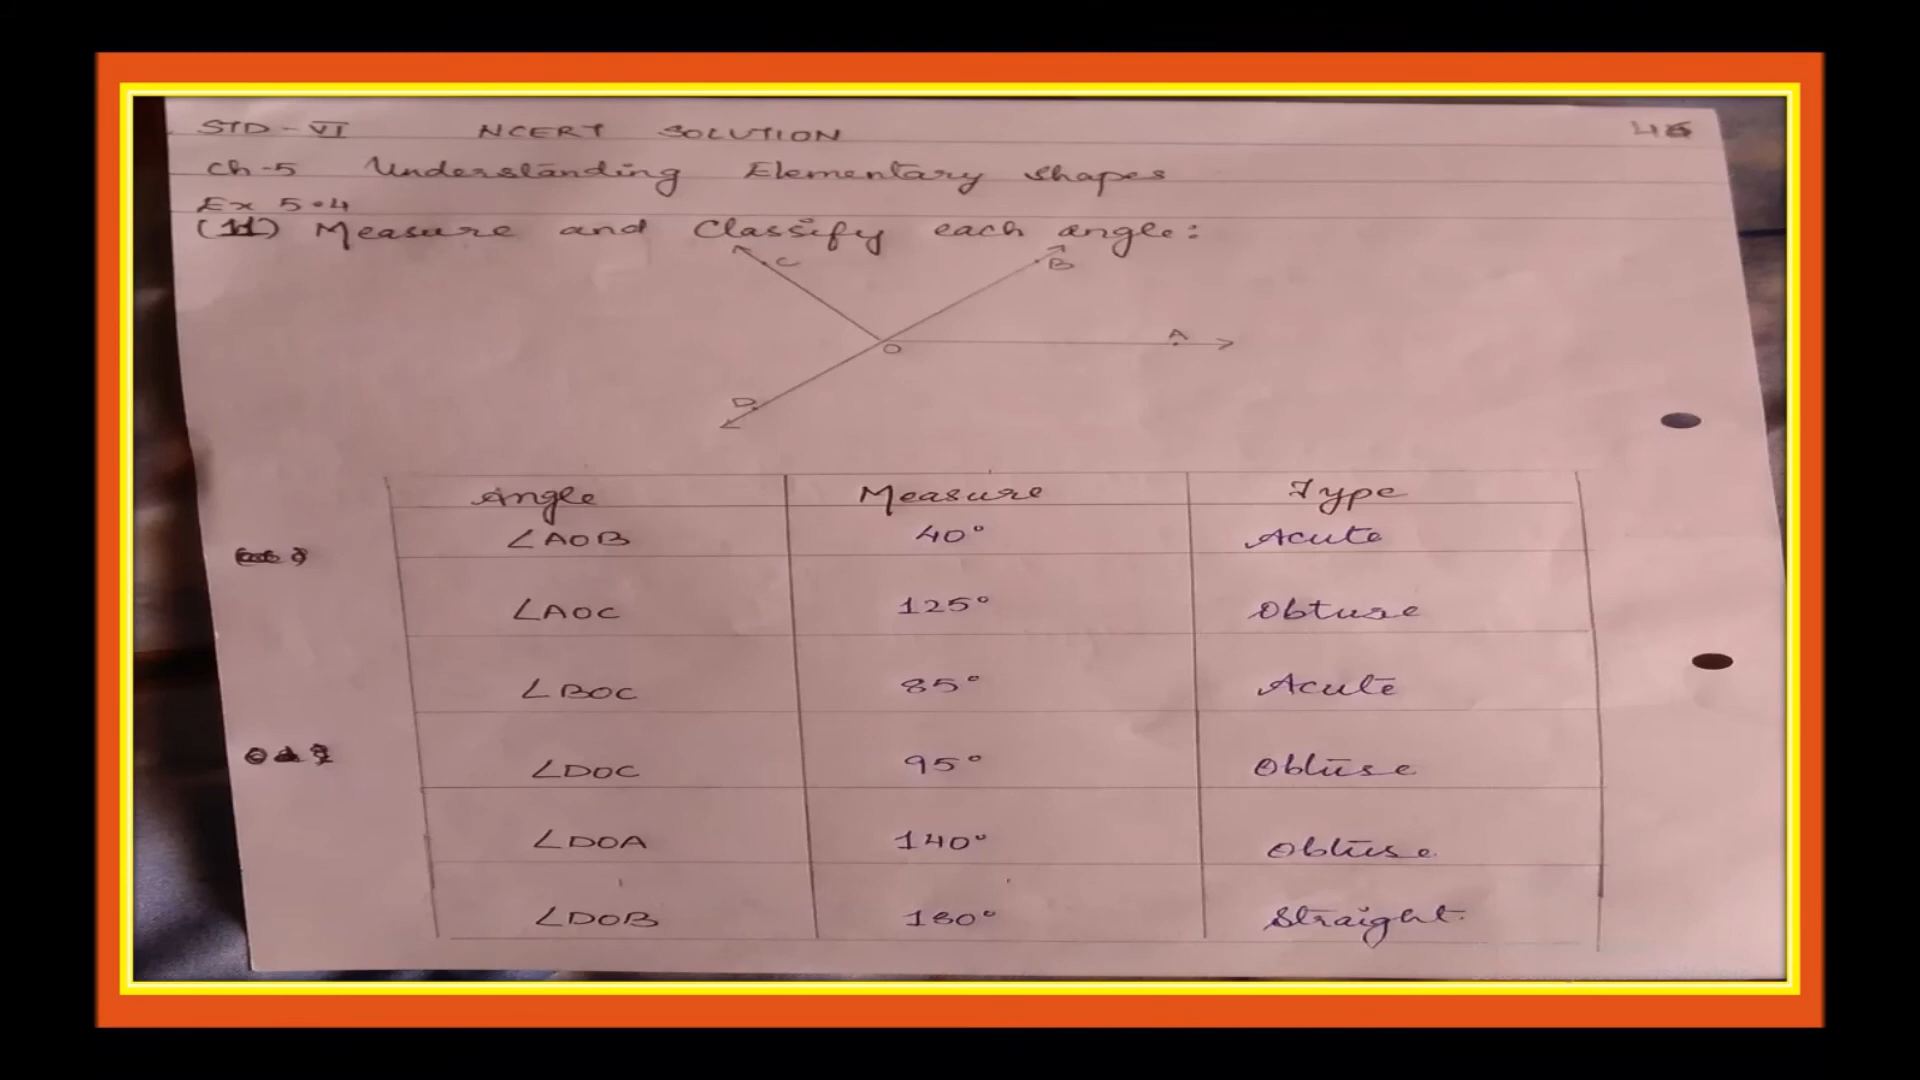 STD - VI NCERT SOLUTION
Ch-5 Understanding Elementary Shapes
Ex 5.4
(11) Measure and Classify each angle:
C B
A
O
D
Angle Measure Type
∠AOB 40° Acute
∠AOC 125° Obtuse
∠BOC 85° Acute
∠DOC 95° Obtuse
∠DOA 140° Obtuse
∠DOB 180° Straight.